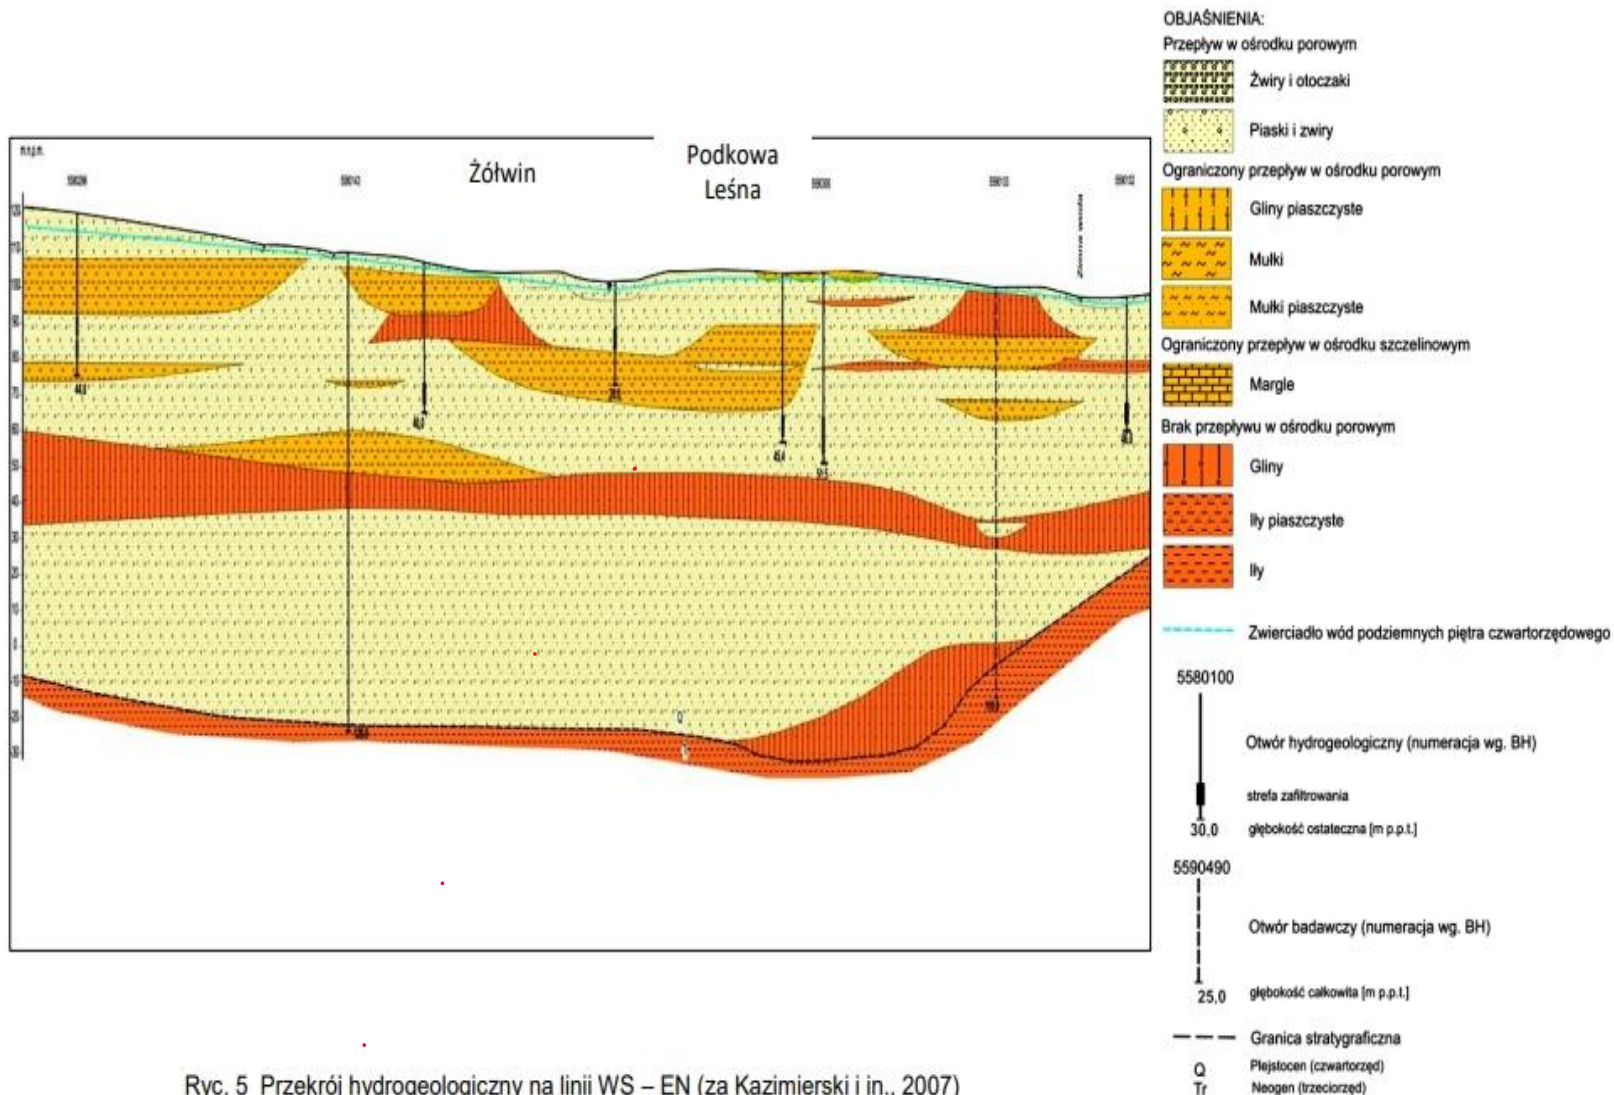 OBJAŚNIENIA:
Przepływ w ośrodku porowym
Żwiry i otoczaki
Piaski i zwiry
Ograniczony przepływ w ośrodku porowym
Gliny piaszczyste
Mułki
Mułki piaszczyste
Ograniczony przepływ w ośrodku szczelinowym
Margle
Brak przepływu w ośrodku porowym
Gliny
Iły piaszczyste
Iły
Zwierciadło wód podziemnych piętra czwartorzędowego
5580100
Otwór hydrogeologiczny (numeracja wg. BH)
strefa zafiltrowania
30,0
głębokość ostateczna [m p.p.t.]
5590490
Otwór badawczy (numeracja wg. BH)
25,0
głębokość całkowita [m p.p.t.]
Granica stratygraficzna
Q
Plejstocen (czwartorzęd)
Tr
Neogen (trzeciorzęd)
m n.p.m.
Żółwin
Podkowa
Leśna
Q
Ryc. 5 Przekrój hydrogeologiczny na linii WS – EN (za Kazimierski i in., 2007)